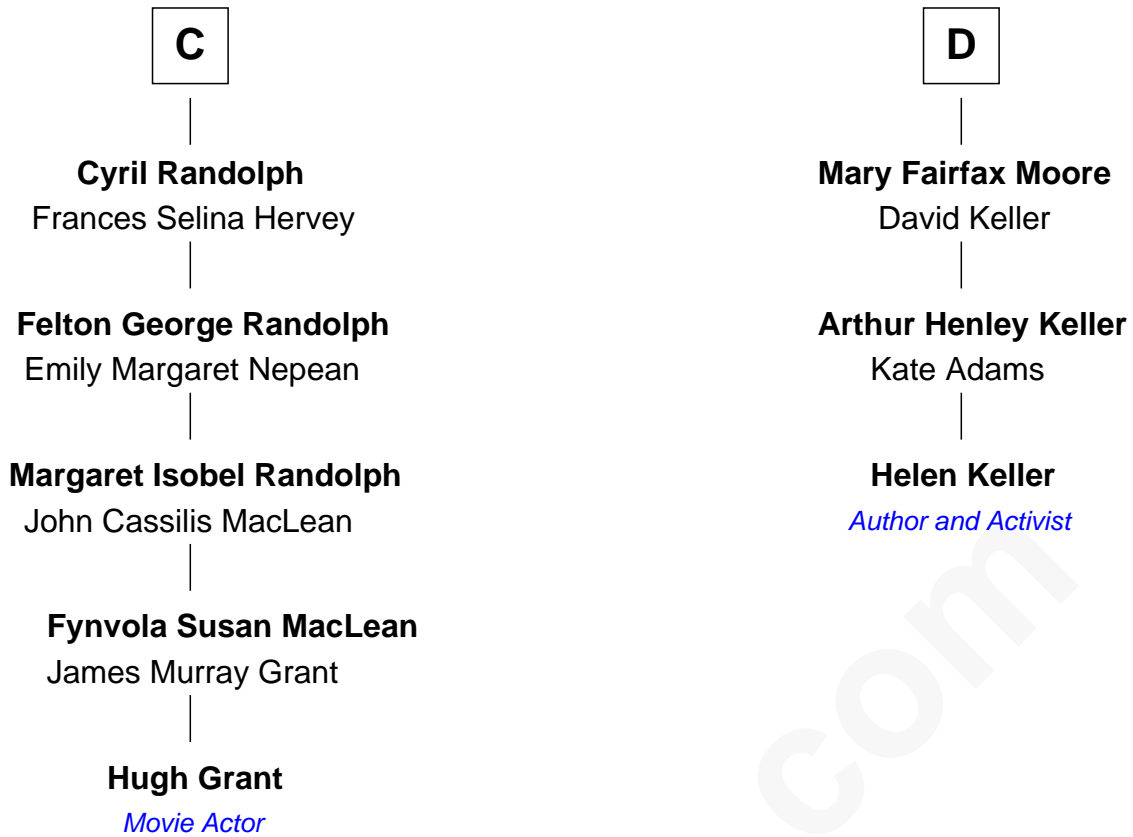 C
Cyril Randolph
Frances Selina Hervey
Felton George Randolph
Emily Margaret Nepean
Margaret Isobel Randolph
John Cassilis MacLean
Fynvola Susan MacLean
James Murray Grant
Hugh Grant
Movie Actor
D
Mary Fairfax Moore
David Keller
Arthur Henley Keller
Kate Adams
Helen Keller
Author and Activist
com